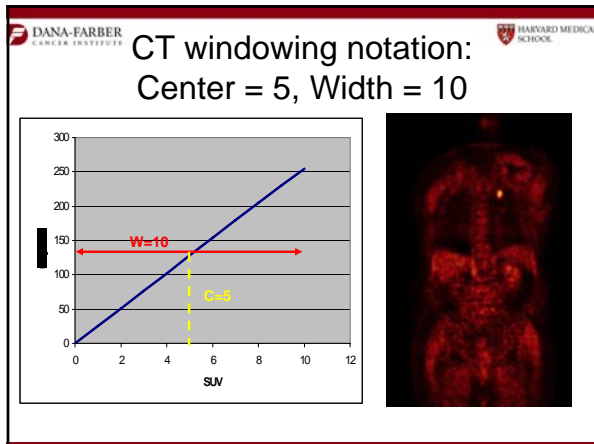 DANA-FARBER
CANCER INSTITUTE
HARVARD MEDICA
SCHOOL
CT windowing notation:
Center = 5, Width = 10
300
250
200
150
100
50
0
W=10
C=5
0 2 4 6 8 10 12
SUV